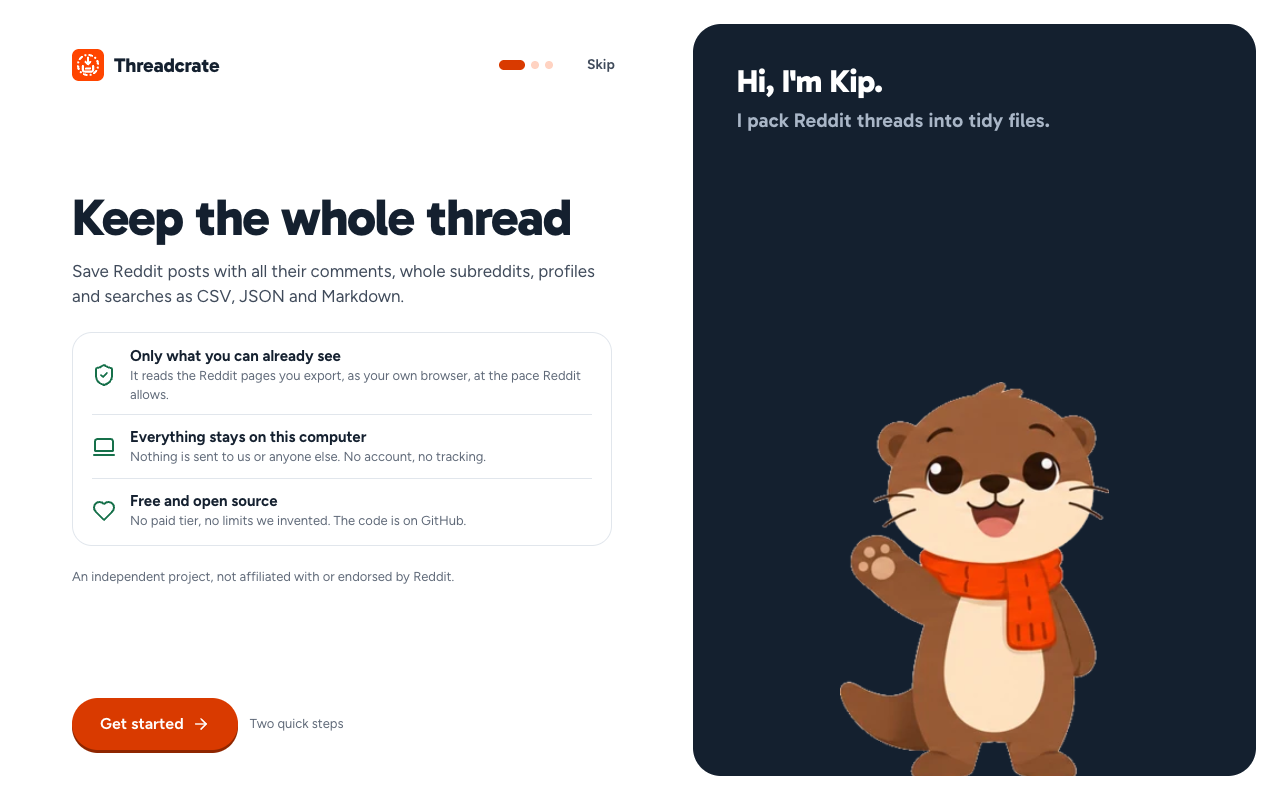 Threadcrate
Skip
Keep the whole thread
Save Reddit posts with all their comments, whole subreddits, profiles
and searches as CSV, JSON and Markdown.
Only what you can already see
It reads the Reddit pages you export, as your own browser, at the pace Reddit
allows.
Everything stays on this computer
Nothing is sent to us or anyone else. No account, no tracking.
Free and open source
No paid tier, no limits we invented. The code is on GitHub.
An independent project, not affiliated with or endorsed by Reddit.
Get started
Two quick steps
Hi, I'm Kip.
I pack Reddit threads into tidy files.